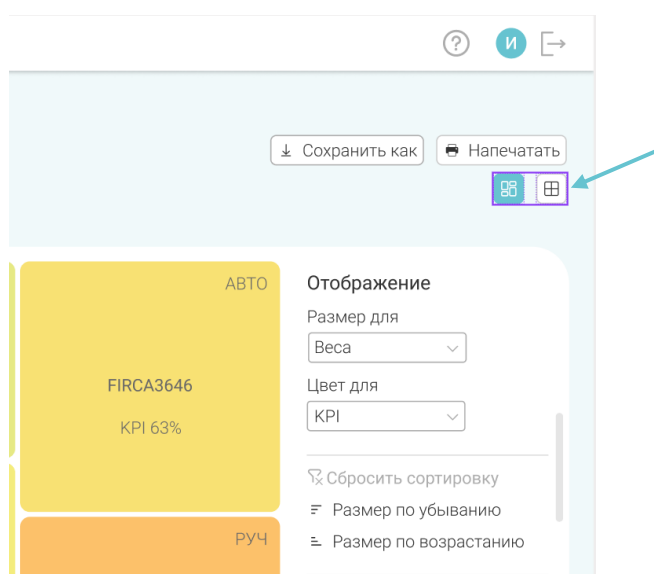 ?
И
Сохранить как
Напечатать
АВТО
FIRCA3646
KPI 63%
РУЧ
Отображение
Размер для
Веса
Цвет для
KPI
Сбросить сортировку
Размер по убыванию
Размер по возрастанию